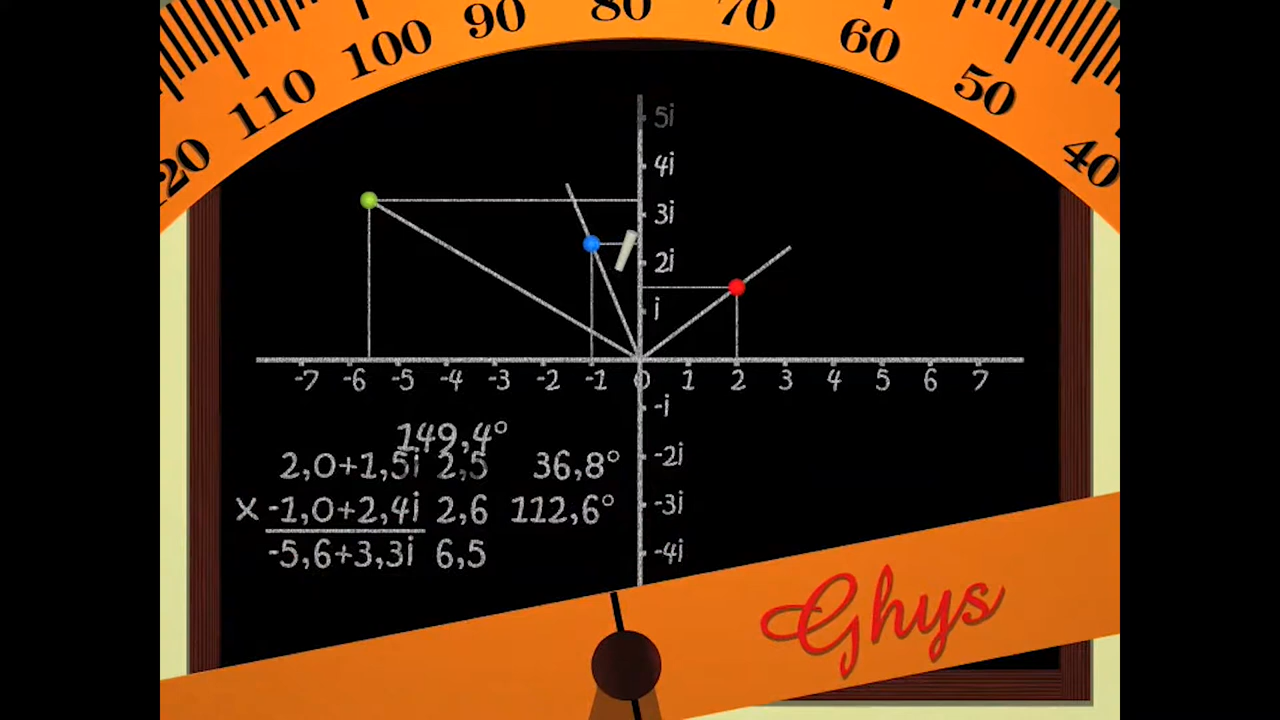 120 110 100 90 80 70 60 50 40
5i
4i
3i
2i
i
-7 -6 -5 -4 -3 -2 -1 0 1 2 3 4 5 6 7
-i
149,4°
2,0+1,5i 2,5 36,8°
-2i
x -1,0+2,4i 2,6 112,6°
-3i
-5,6+3,3i 6,5
-4i
Ghys